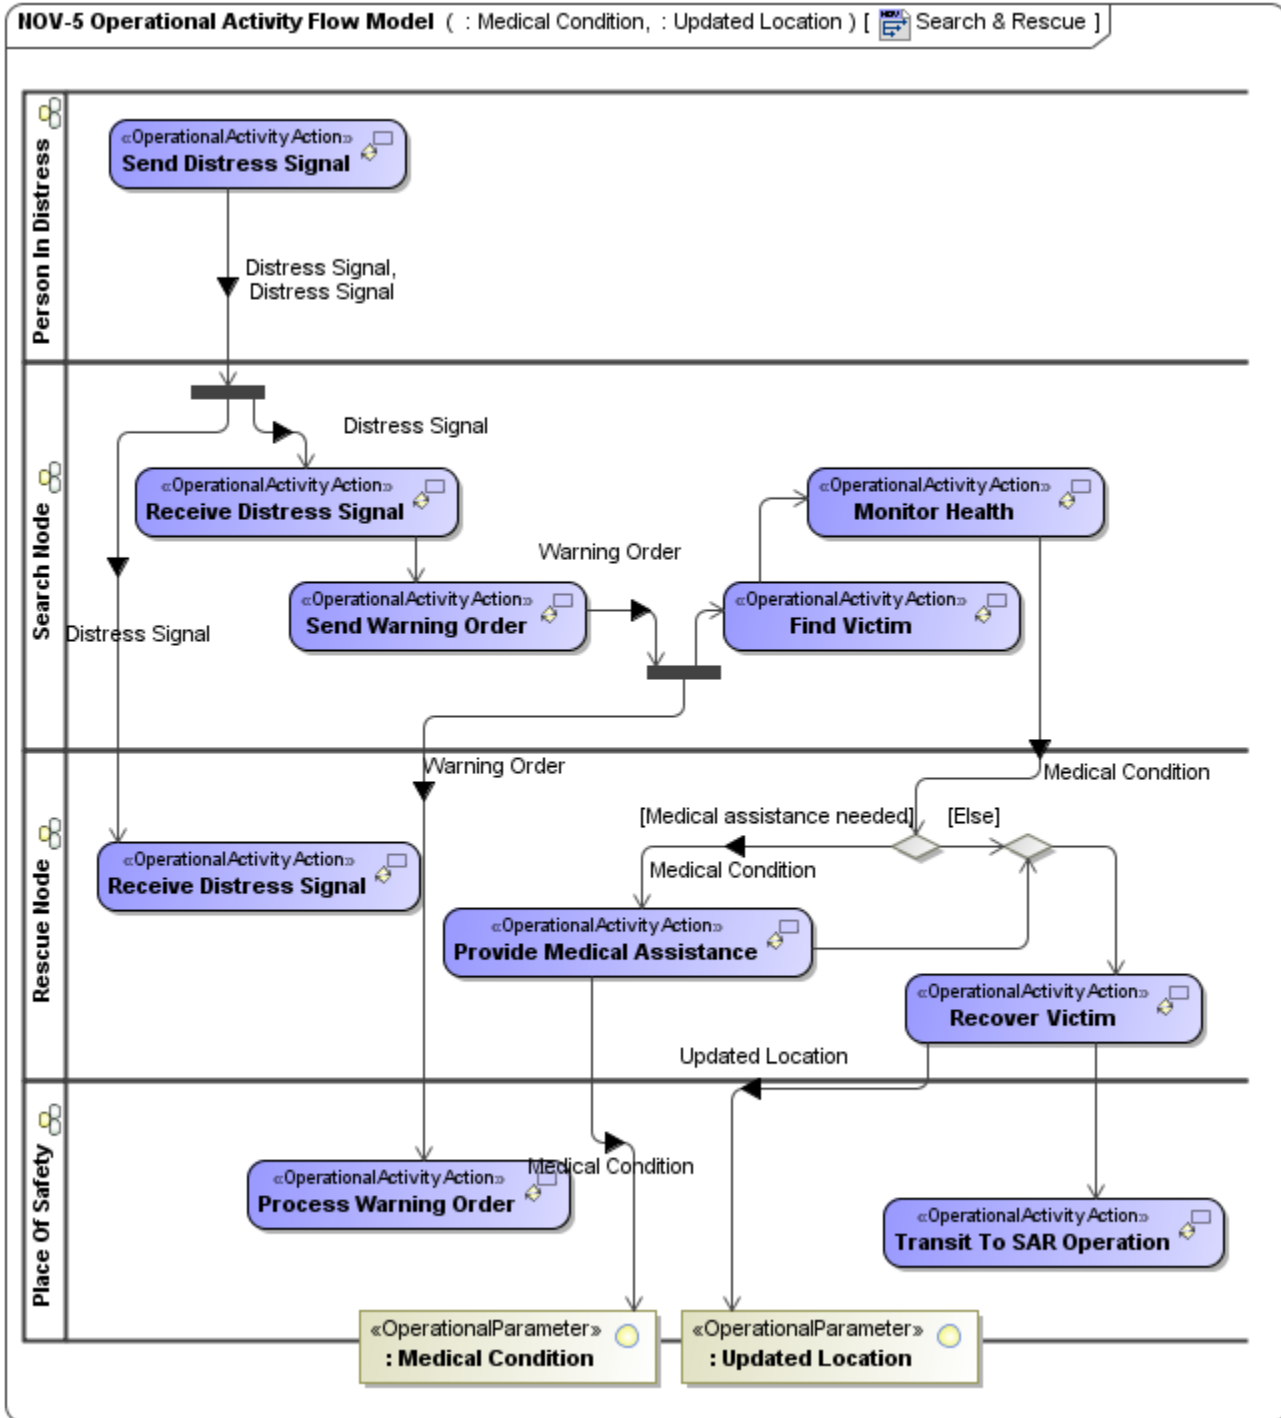 NOV-5 Operational Activity Flow Model ( : Medical Condition, : Updated Location ) [ NOV-5 Search & Rescue ]
Person In Distress
«OperationalActivityAction»
Send Distress Signal
Distress Signal,
Distress Signal
Search Node
Distress Signal
«OperationalActivityAction»
Receive Distress Signal
«OperationalActivityAction»
Monitor Health
Warning Order
«OperationalActivityAction»
Send Warning Order
«OperationalActivityAction»
Find Victim
Distress Signal
Rescue Node
Warning Order
Medical Condition
[Medical assistance needed]
[Else]
«OperationalActivityAction»
Receive Distress Signal
Medical Condition
«OperationalActivityAction»
Provide Medical Assistance
«OperationalActivityAction»
Recover Victim
Updated Location
Place Of Safety
Medical Condition
«OperationalActivityAction»
Process Warning Order
«OperationalActivityAction»
Transit To SAR Operation
«OperationalParameter»
: Medical Condition
«OperationalParameter»
: Updated Location